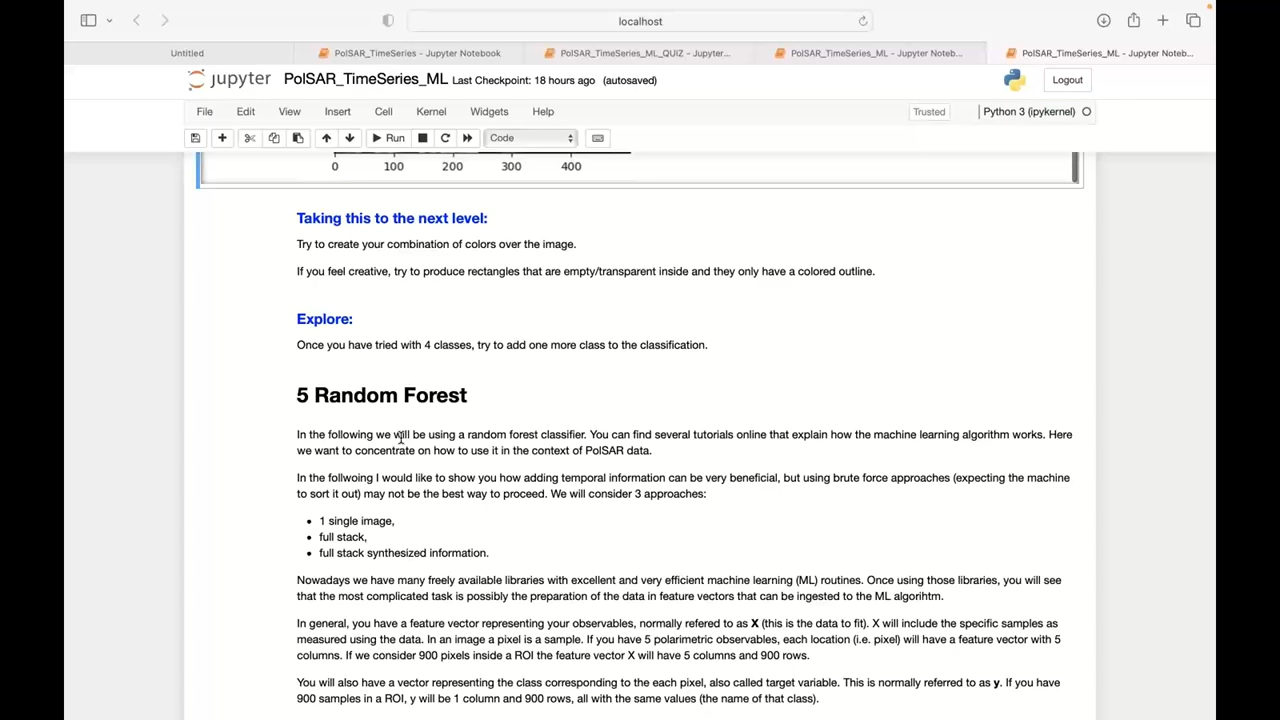 localhost
Untitled
PolSAR_TimeSeries - Jupyter Notebook
PolSAR_TimeSeries_ML_QUIZ - Jupyter...
PolSAR_TimeSeries_ML - Jupyter Noteb...
PolSAR_TimeSeries_ML - Jupyter Noteb...
jupyter PolSAR_TimeSeries_ML Last Checkpoint: 18 hours ago (autosaved)
Logout
File Edit View Insert Cell Kernel Widgets Help
Trusted
Python 3 (ipykernel)
Run
Code
0 100 200 300 400
Taking this to the next level:
Try to create your combination of colors over the image.
If you feel creative, try to produce rectangles that are empty/transparent inside and they only have a colored outline.
Explore:
Once you have tried with 4 classes, try to add one more class to the classification.
5 Random Forest
In the following we will be using a random forest classifier. You can find several tutorials online that explain how the machine learning algorithm works. Here
we want to concentrate on how to use it in the context of PolSAR data.
In the follwoing I would like to show you how adding temporal information can be very beneficial, but using brute force approaches (expecting the machine
to sort it out) may not be the best way to proceed. We will consider 3 approaches:
• 1 single image,
• full stack,
• full stack synthesized information.
Nowadays we have many freely available libraries with excellent and very efficient machine learning (ML) routines. Once using those libraries, you will see
that the most complicated task is possibly the preparation of the data in feature vectors that can be ingested to the ML algorihtm.
In general, you have a feature vector representing your observables, normally refered to as X (this is the data to fit). X will include the specific samples as
measured using the data. In an image a pixel is a sample. If you have 5 polarimetric observables, each location (i.e. pixel) will have a feature vector with 5
columns. If we consider 900 pixels inside a ROI the feature vector X will have 5 columns and 900 rows.
You will also have a vector representing the class corresponding to the each pixel, also called target variable. This is normally referred to as y. If you have
900 samples in a ROI, y will be 1 column and 900 rows, all with the same values (the name of that class).